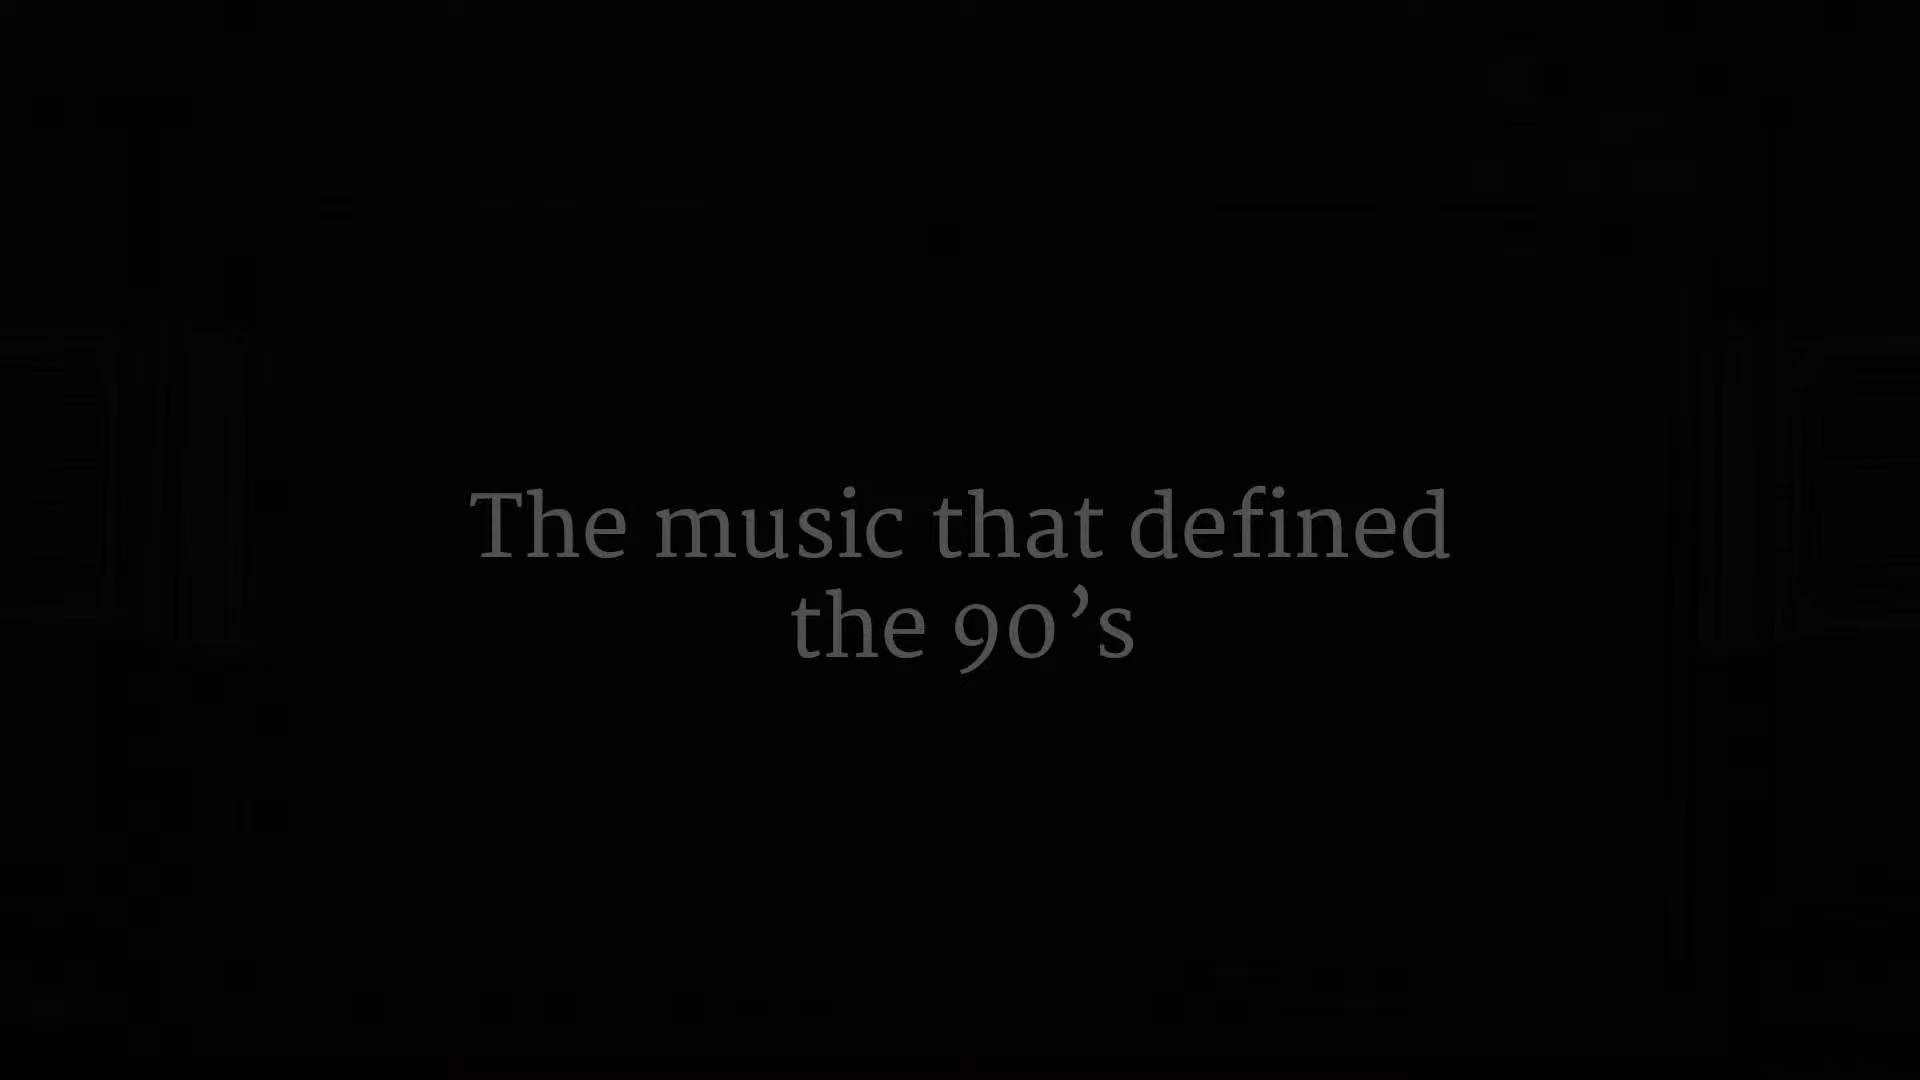 The music that defined
the 90’s